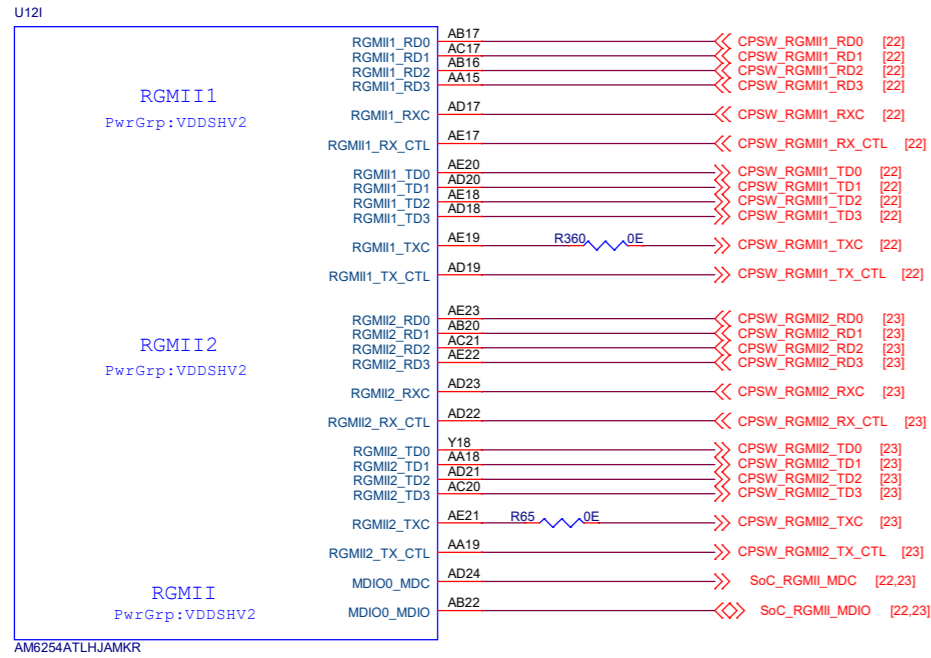 U12I
RGMII1_RD0 AB17 CPSW_RGMII1_RD0 [22]
RGMII1_RD1 AC17 CPSW_RGMII1_RD1 [22]
RGMII1_RD2 AB16 CPSW_RGMII1_RD2 [22]
RGMII1_RD3 AA15 CPSW_RGMII1_RD3 [22]
RGMII1
PwrGrp:VDDSHV2
RGMII1_RXC AD17 CPSW_RGMII1_RXC [22]
RGMII1_RX_CTL AE17 CPSW_RGMII1_RX_CTL [22]
RGMII1_TD0 AE20 CPSW_RGMII1_TD0 [22]
RGMII1_TD1 AD20 CPSW_RGMII1_TD1 [22]
RGMII1_TD2 AE18 CPSW_RGMII1_TD2 [22]
RGMII1_TD3 AD18 CPSW_RGMII1_TD3 [22]
RGMII1_TXC AE19 R360 0E CPSW_RGMII1_TXC [22]
RGMII1_TX_CTL AD19 CPSW_RGMII1_TX_CTL [22]
RGMII2_RD0 AE23 CPSW_RGMII2_RD0 [23]
RGMII2_RD1 AB20 CPSW_RGMII2_RD1 [23]
RGMII2_RD2 AC21 CPSW_RGMII2_RD2 [23]
RGMII2_RD3 AE22 CPSW_RGMII2_RD3 [23]
RGMII2
PwrGrp:VDDSHV2
RGMII2_RXC AD23 CPSW_RGMII2_RXC [23]
RGMII2_RX_CTL AD22 CPSW_RGMII2_RX_CTL [23]
RGMII2_TD0 Y18 CPSW_RGMII2_TD0 [23]
RGMII2_TD1 AA18 CPSW_RGMII2_TD1 [23]
RGMII2_TD2 AD21 CPSW_RGMII2_TD2 [23]
RGMII2_TD3 AC20 CPSW_RGMII2_TD3 [23]
RGMII2_TXC AE21 R65 0E CPSW_RGMII2_TXC [23]
RGMII2_TX_CTL AA19 CPSW_RGMII2_TX_CTL [23]
MDIO0_MDC AD24 SoC_RGMII_MDC [22,23]
RGMII
PwrGrp:VDDSHV2
MDIO0_MDIO AB22 SoC_RGMII_MDIO [22,23]
AM6254ATLHJAMKR